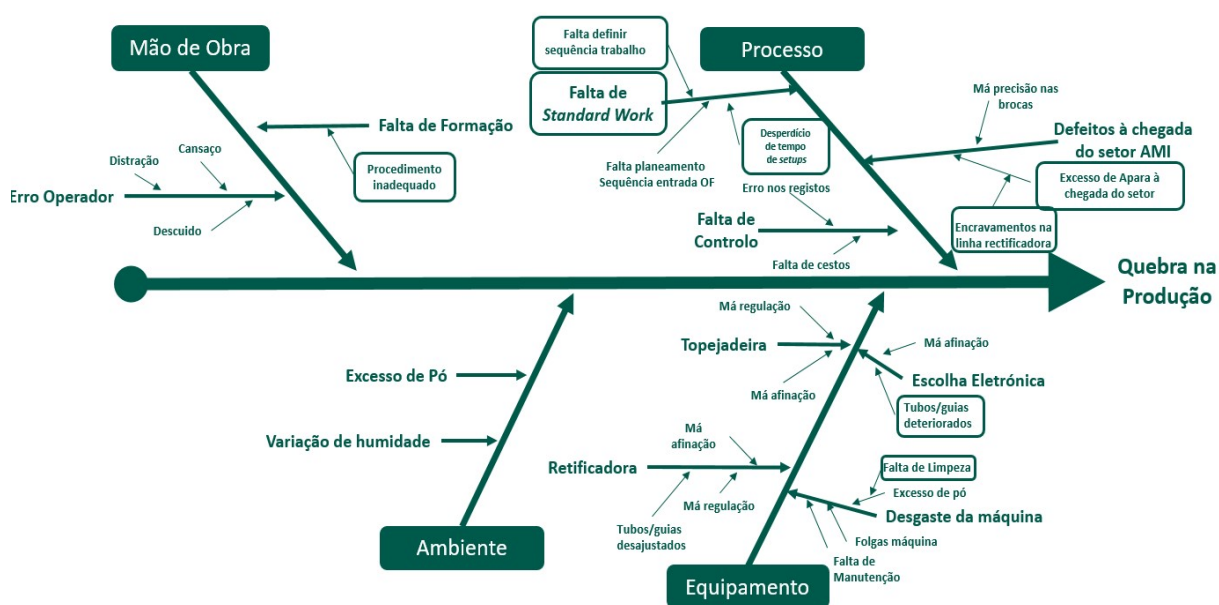 Mão de Obra
Falta de Formação
Procedimento
inadequado
Distração
Cansaço
Erro Operador
Descuido
Processo
Falta definir
sequência trabalho
Falta de
Standard Work
Falta planeamento
Sequência entrada OF
Desperdício
de tempo
de setups
Má precisão nas
brocas
Defeitos à chegada
do setor AMI
Excesso de Apara à
chegada do setor
Encravamentos na
linha rectificadora
Erro nos registos
Falta de
Controlo
Falta de cestos
Quebra na
Produção
Excesso de Pó
Variação de humidade
Ambiente
Má regulação
Topejadeira
Má afinação
Má afinação
Escolha Eletrónica
Tubos/guias
deteriorados
Má
afinação
Retificadora
Má regulação
Tubos/guias
desajustados
Falta de Limpeza
Excesso de pó
Desgaste da máquina
Folgas máquina
Falta de
Manutenção
Equipamento